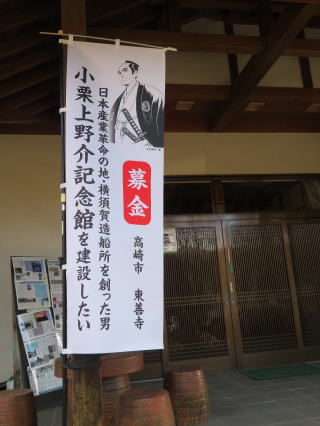 日本産業革命の地・横須賀造船所を創った男
小栗上野介記念館を建設したい
募金
高崎市 東善寺